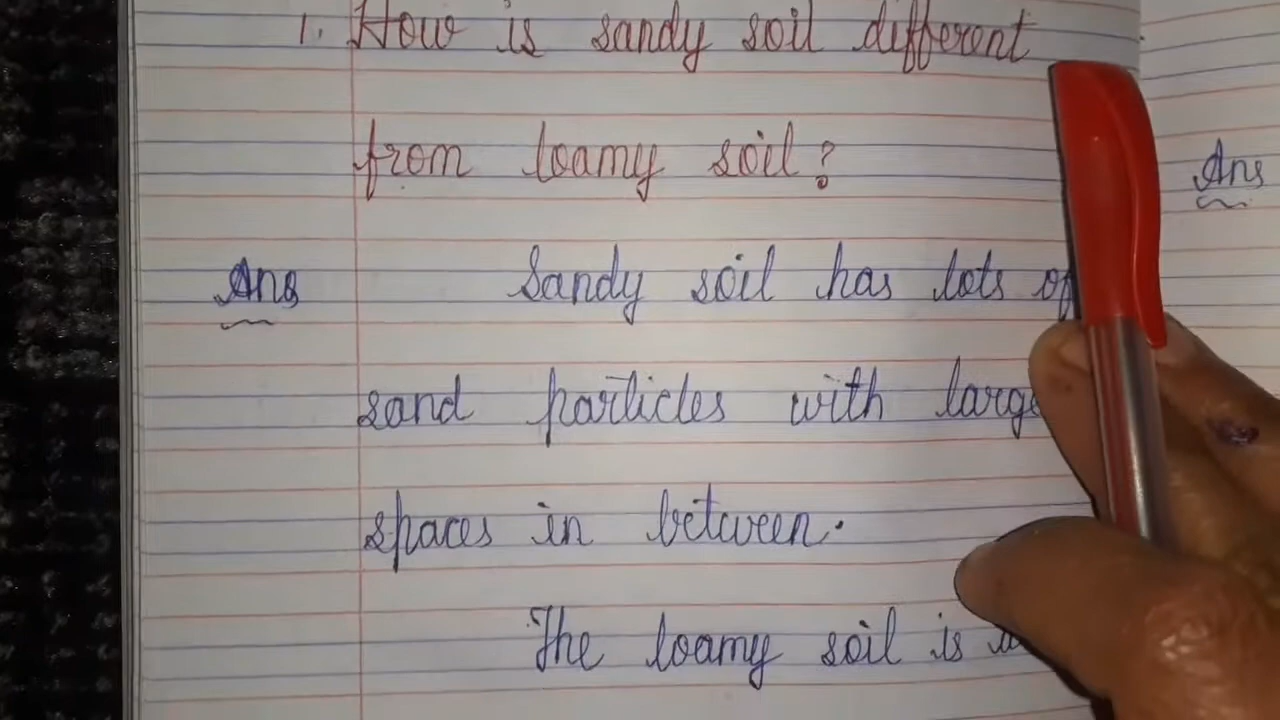 1. How is sandy soil different
from loamy soil?
Ans Sandy soil has lots of
sand particles with large
spaces in between.
The loamy soil is
Ans